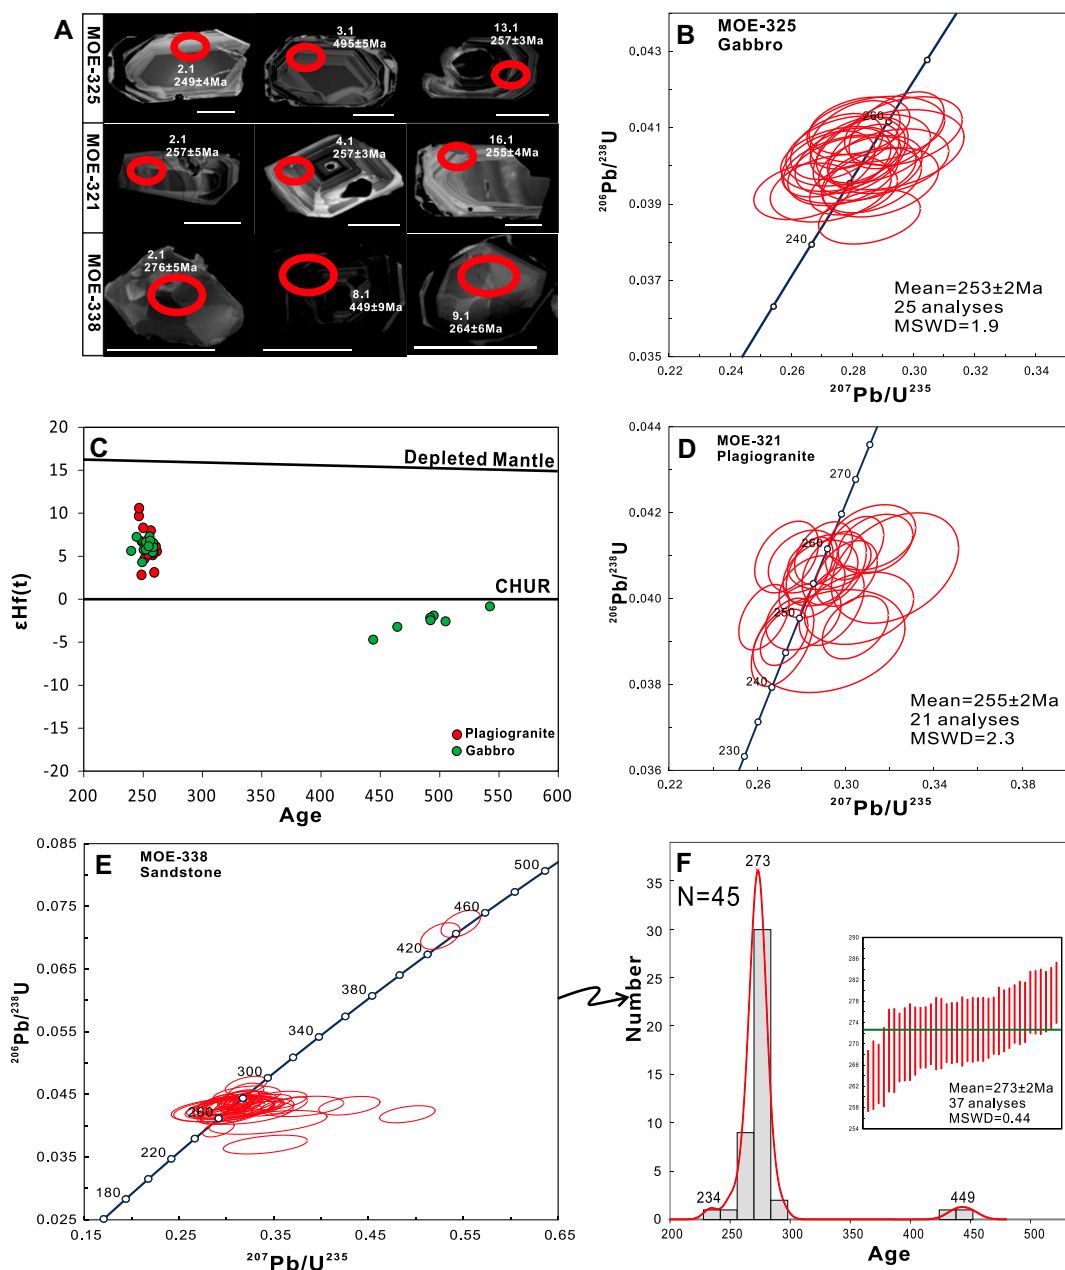 A
MOE-325
2.1
249±4Ma
3.1
495±5Ma
13.1
257±3Ma
MOE-321
2.1
257±5Ma
4.1
257±3Ma
16.1
255±4Ma
MOE-338
2.1
276±5Ma
8.1
449±9Ma
9.1
264±6Ma
B
MOE-325
Gabbro
0.043
0.041
0.039
0.037
0.035
206Pb/238U
260
240
Mean=253±2Ma
25 analyses
MSWD=1.9
0.22 0.24 0.26 0.28 0.30 0.32 0.34
207Pb/U235
C
20
15
10
5
0
-5
-10
-15
-20
εHf(t)
Depleted Mantle
CHUR
Plagiogranite
Gabbro
200 250 300 350 400 450 500 550 600
Age
D
MOE-321
Plagiogranite
0.044
0.042
0.040
0.038
0.036
206Pb/238U
270
260
250
240
230
Mean=255±2Ma
21 analyses
MSWD=2.3
0.22 0.26 0.30 0.34 0.38
207Pb/U235
E
MOE-338
Sandstone
0.085
0.075
0.065
0.055
0.045
0.035
0.025
206Pb/238U
500
460
420
380
340
300
260
220
180
0.15 0.25 0.35 0.45 0.55 0.65
207Pb/U235
F
N=45
273
234
449
35
30
25
20
15
10
5
0
Number
290
286
282
278
274
270
266
262
258
254
Mean=273±2Ma
37 analyses
MSWD=0.44
200 250 300 350 400 450 500
Age